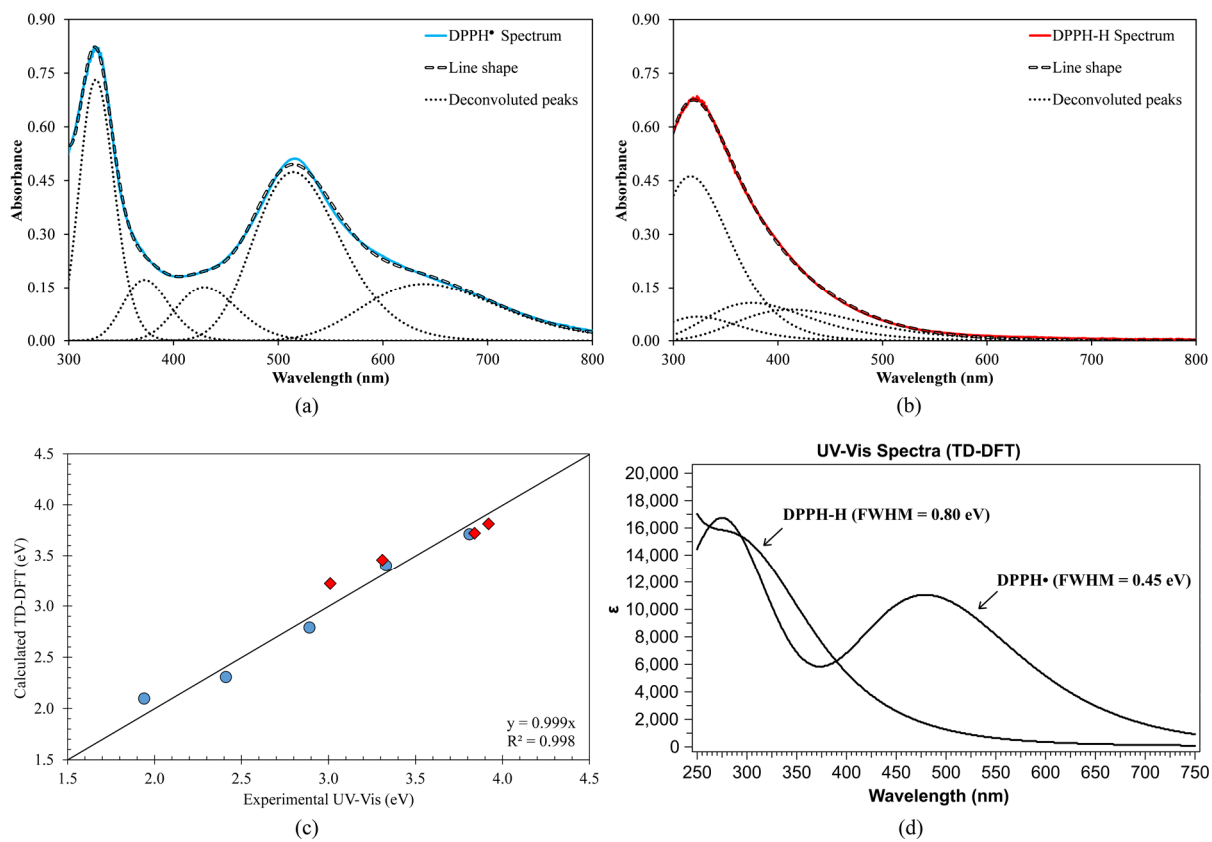 0.90
0.75
0.60
0.45
0.30
0.15
0.00
Absorbance
DPPH• Spectrum
Line shape
Deconvoluted peaks
300 400 500 600 700 800
Wavelength (nm)
(a)
0.90
0.75
0.60
0.45
0.30
0.15
0.00
Absorbance
DPPH-H Spectrum
Line shape
Deconvoluted peaks
300 400 500 600 700 800
Wavelength (nm)
(b)
4.5
4.0
3.5
3.0
2.5
2.0
1.5
Calculated TD-DFT (eV)
y = 0.999x
R² = 0.998
1.5 2.0 2.5 3.0 3.5 4.0 4.5
Experimental UV-Vis (eV)
(c)
UV-Vis Spectra (TD-DFT)
20,000
18,000
16,000
14,000
12,000
10,000
8,000
6,000
4,000
2,000
0
ε
DPPH-H (FWHM = 0.80 eV)
DPPH• (FWHM = 0.45 eV)
250 300 350 400 450 500 550 600 650 700 750
Wavelength (nm)
(d)